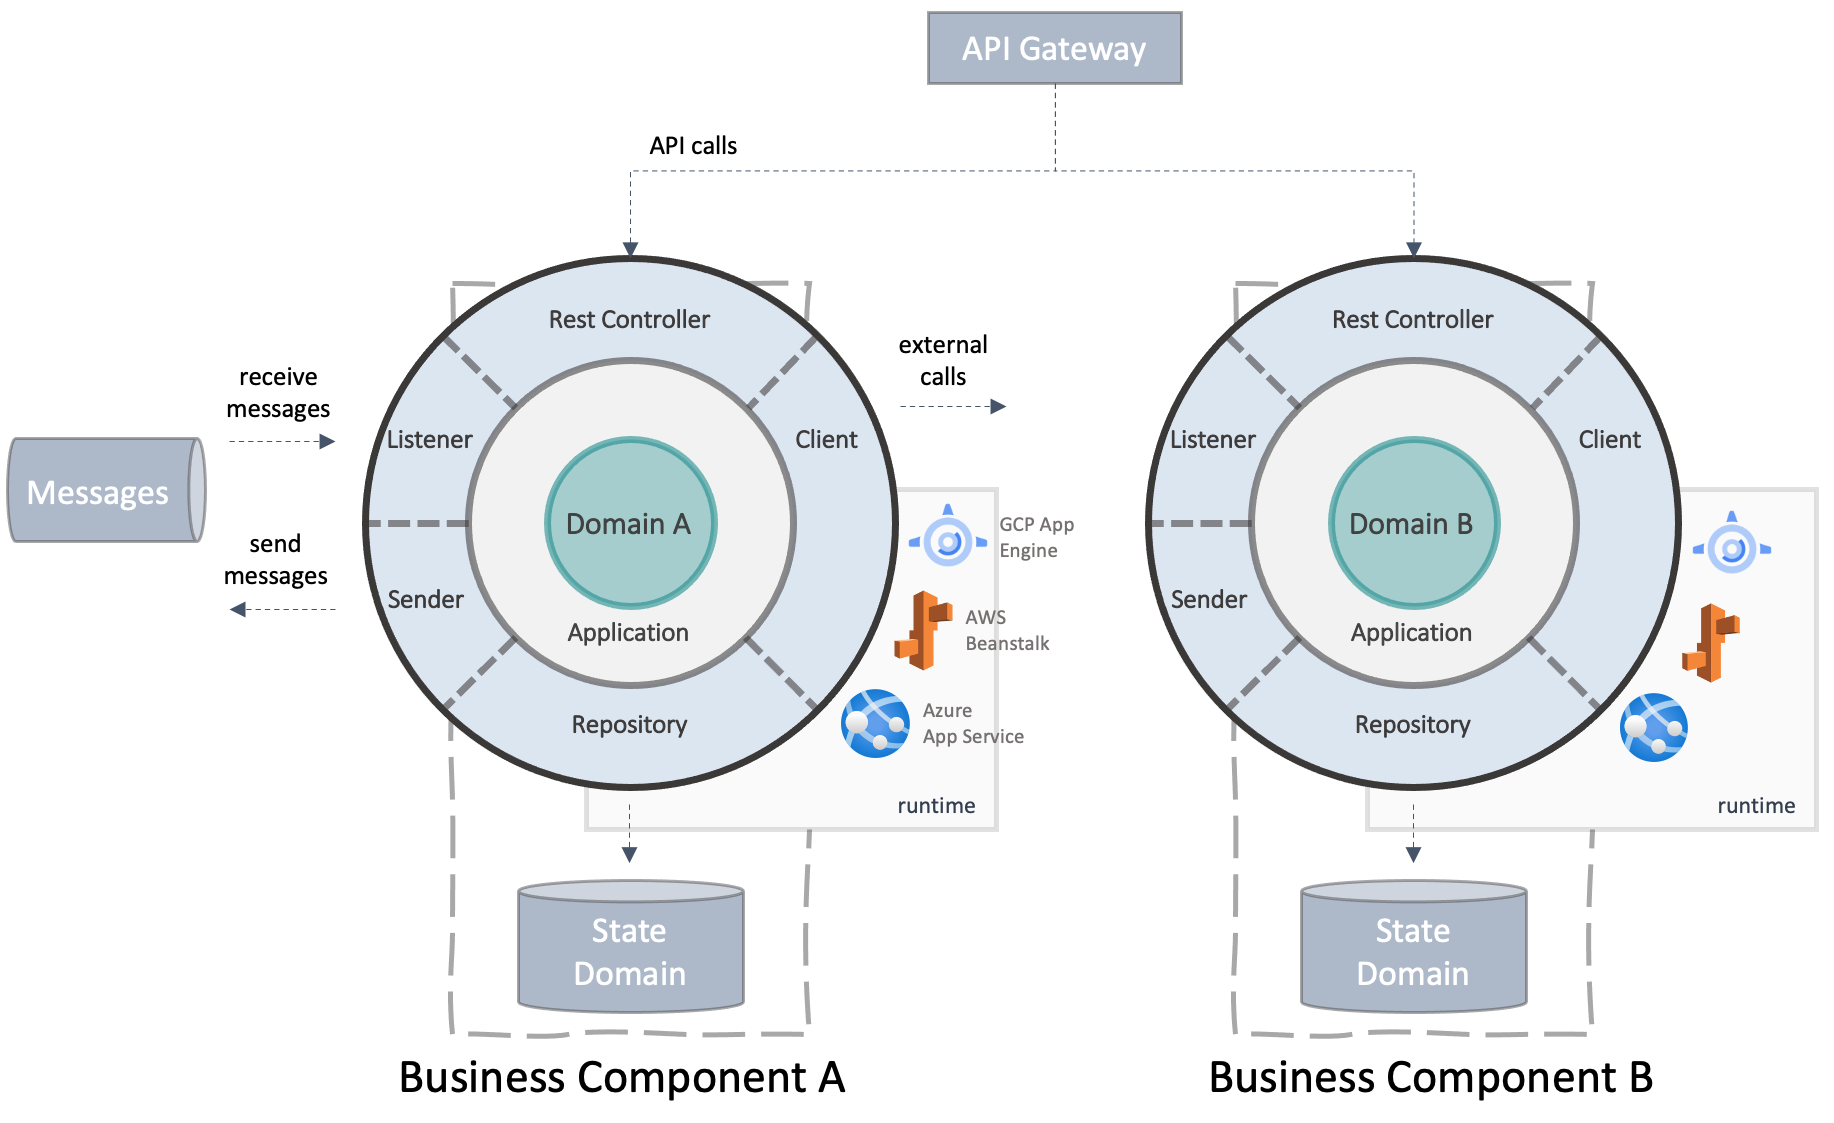 API Gateway
API calls
Rest Controller
Listener
Client
Sender
Domain A
Application
Repository
receive
messages
Messages
send
messages
external
calls
GCP App
Engine
AWS
Beanstalk
Azure
App Service
runtime
State
Domain
Business Component A
Rest Controller
Listener
Client
Sender
Domain B
Application
Repository
runtime
State
Domain
Business Component B